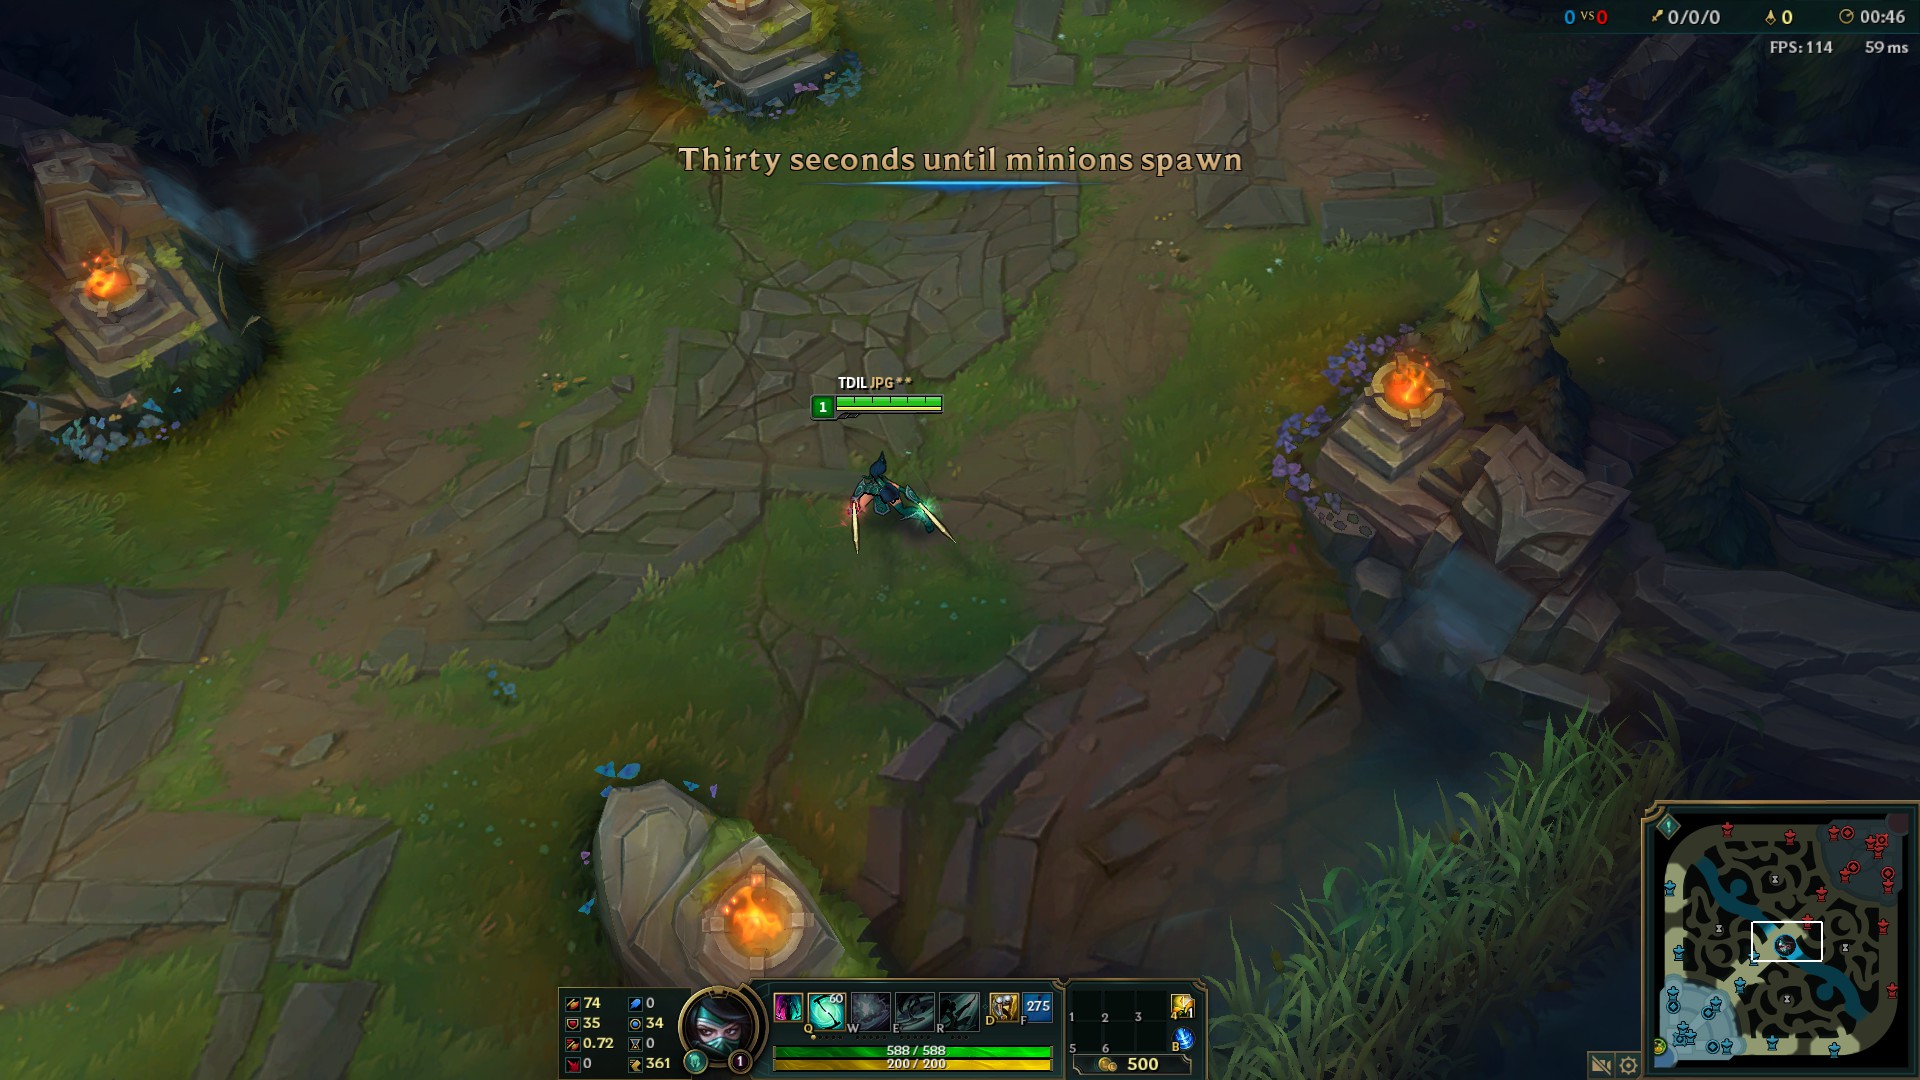 0 VS 0 0/0/0 0 00:46
FPS: 114 59 ms
Thirty seconds until minions spawn
TDIL JPG**
1
74 0
35 34
0.72 0
0 361
1
60
Q W E R D F
275
1 2 3 4 1
5 6 B
588 / 588
200 / 200
500